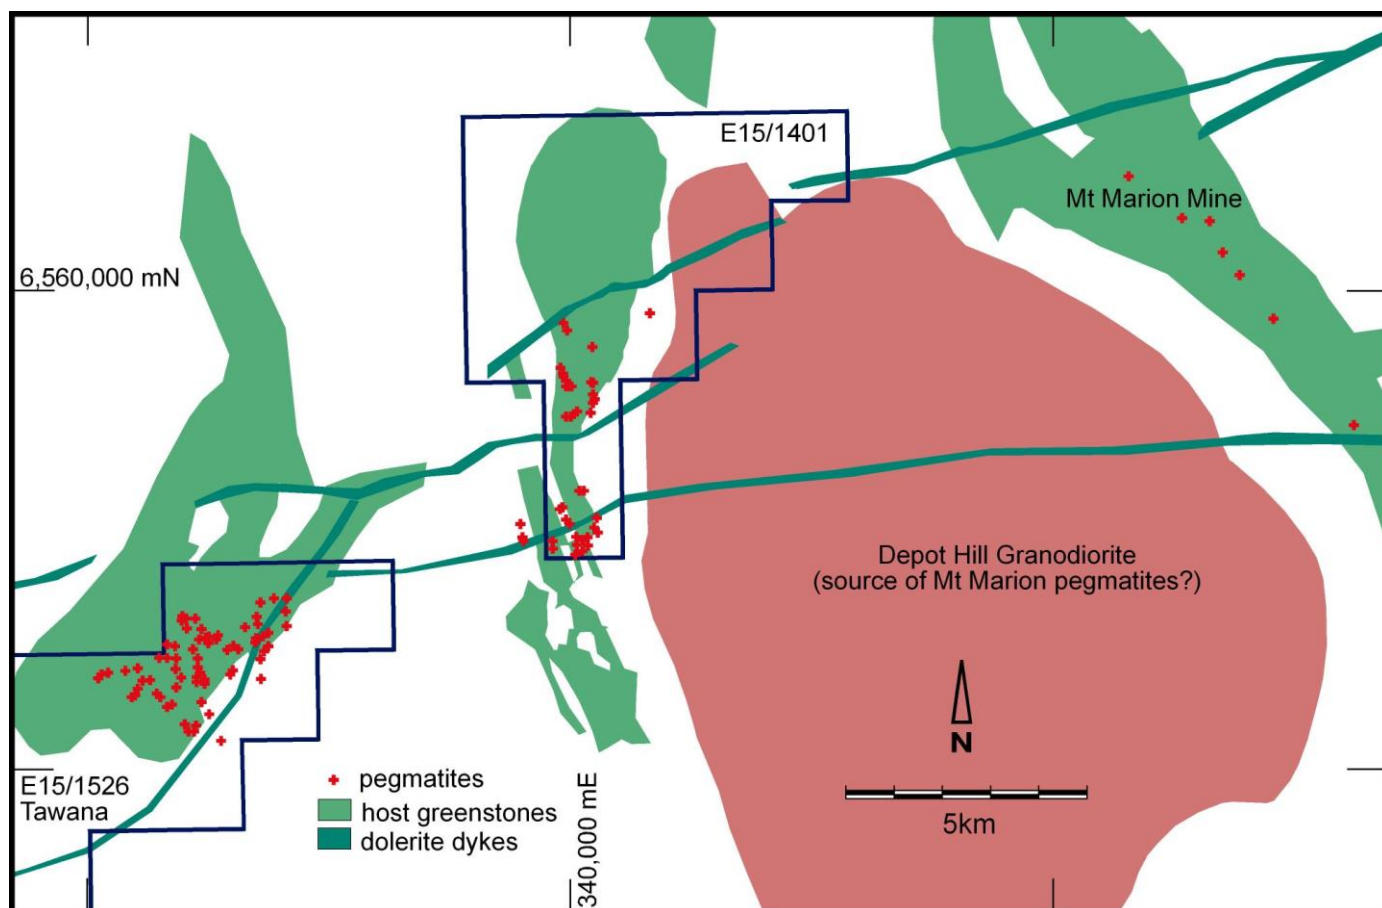 E15/1401
Mt Marion Mine
6,560,000 mN
Depot Hill Granodiorite
(source of Mt Marion pegmatites?)
N
E15/1526
Tawana
pegmatites
host greenstones
dolerite dykes
340,000 mE
5km